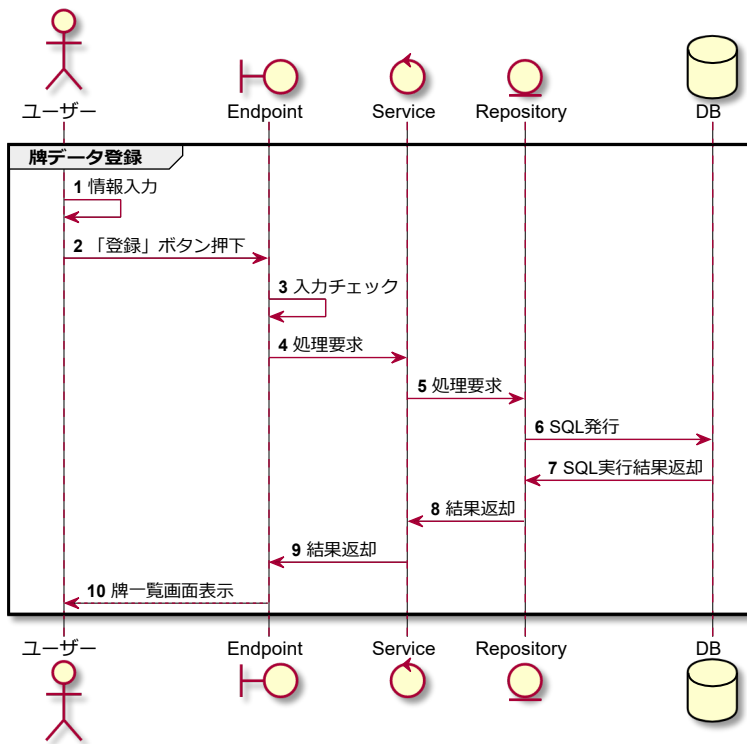 ユーザー
Endpoint
Service
Repository
DB
牌データ登録
1 情報入力
2 「登録」ボタン押下
3 入力チェック
4 処理要求
5 処理要求
6 SQL発行
7 SQL実行結果返却
8 結果返却
9 結果返却
10 牌一覧画面表示
ユーザー
Endpoint
Service
Repository
DB